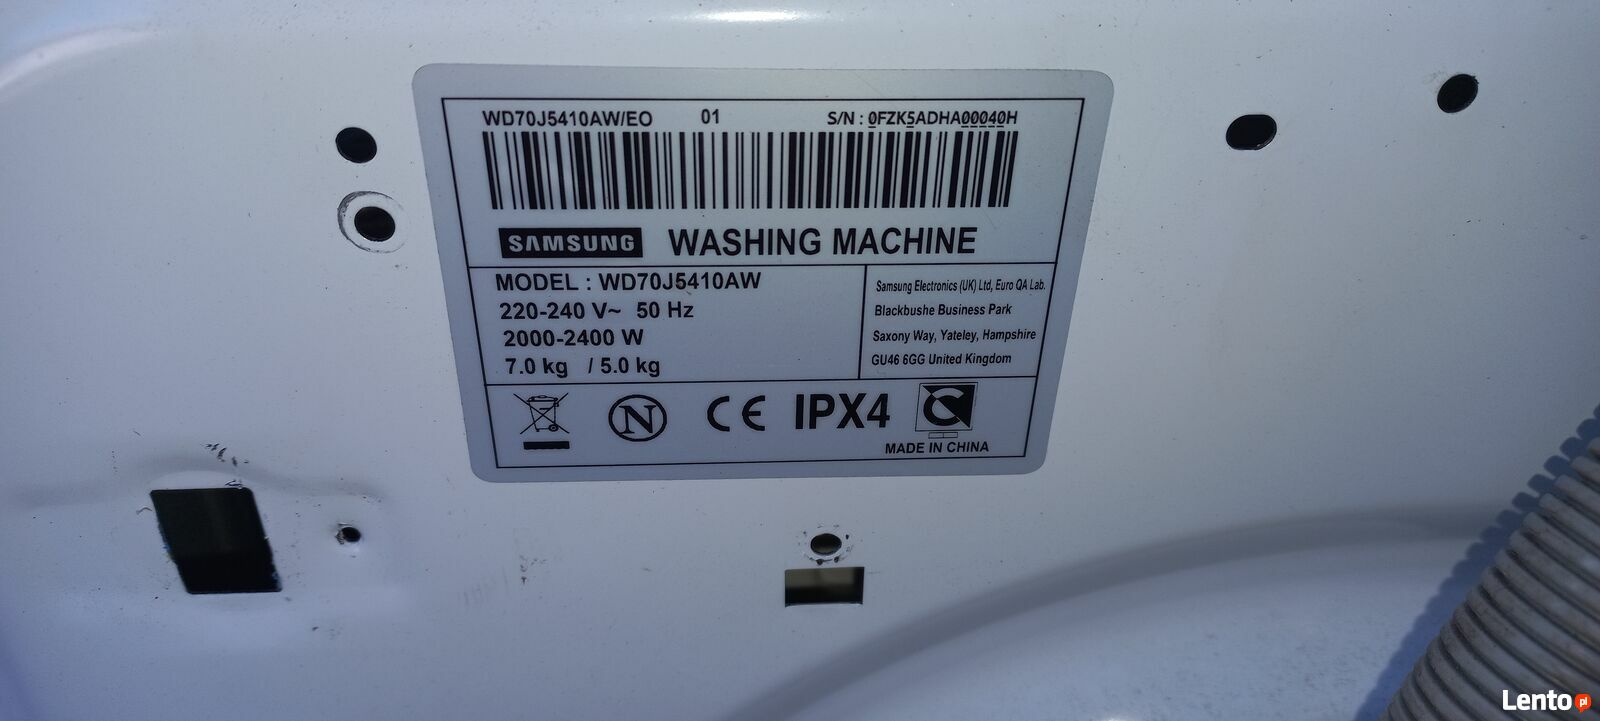 WD70J5410AW/EO 01 S/N : 0FZK5ADHA00040H
SAMSUNG WASHING MACHINE
MODEL : WD70J5410AW
220-240 V~ 50 Hz
2000-2400 W
7.0 kg / 5.0 kg
Samsung Electronics (UK) Ltd, Euro QA Lab.
Blackbushe Business Park
Saxony Way, Yateley, Hampshire
GU46 6GG United Kingdom
N CE IPX4
MADE IN CHINA
Lento pl